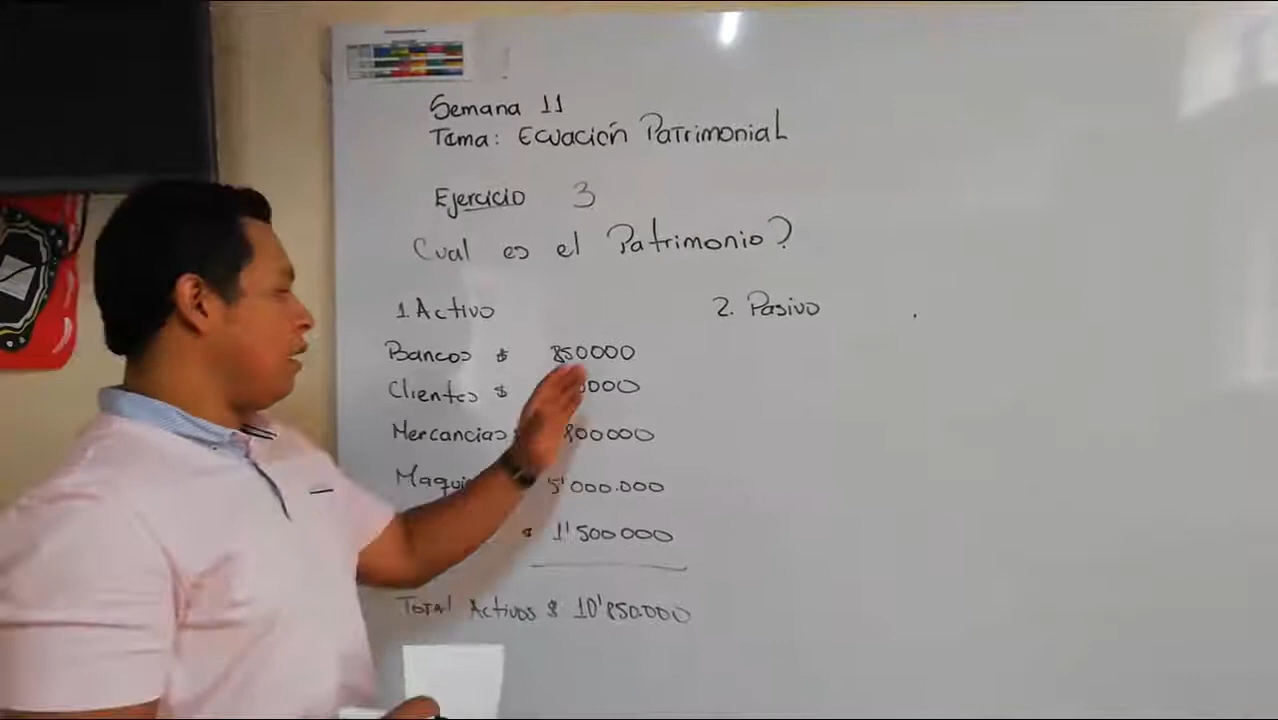 Semana 11
Tema: Ecuación Patrimonial
Ejercicio 3
Cual es el Patrimonio?
1. Activo
2. Pasivo
Bancos $ 850000
Clientes $
Mercancias
5'000.000
$ 1'500000
Total Activos $ 10'850.000